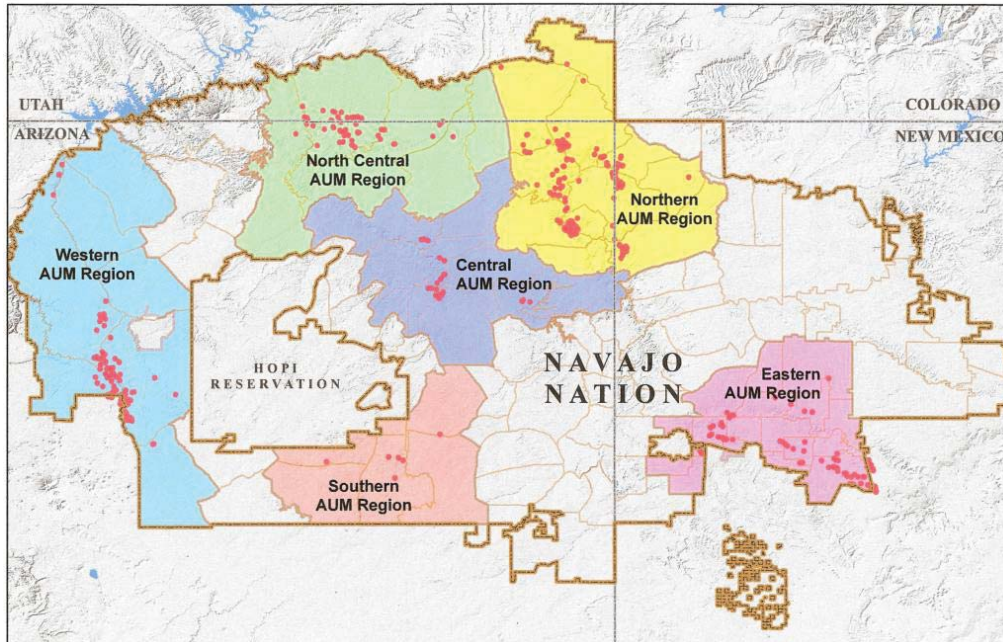 UTAH
ARIZONA
COLORADO
NEW MEXICO
North Central
AUM Region
Northern
AUM Region
Western
AUM Region
Central
AUM Region
HOPI
RESERVATION
NAVAJO
NATION
Eastern
AUM Region
Southern
AUM Region